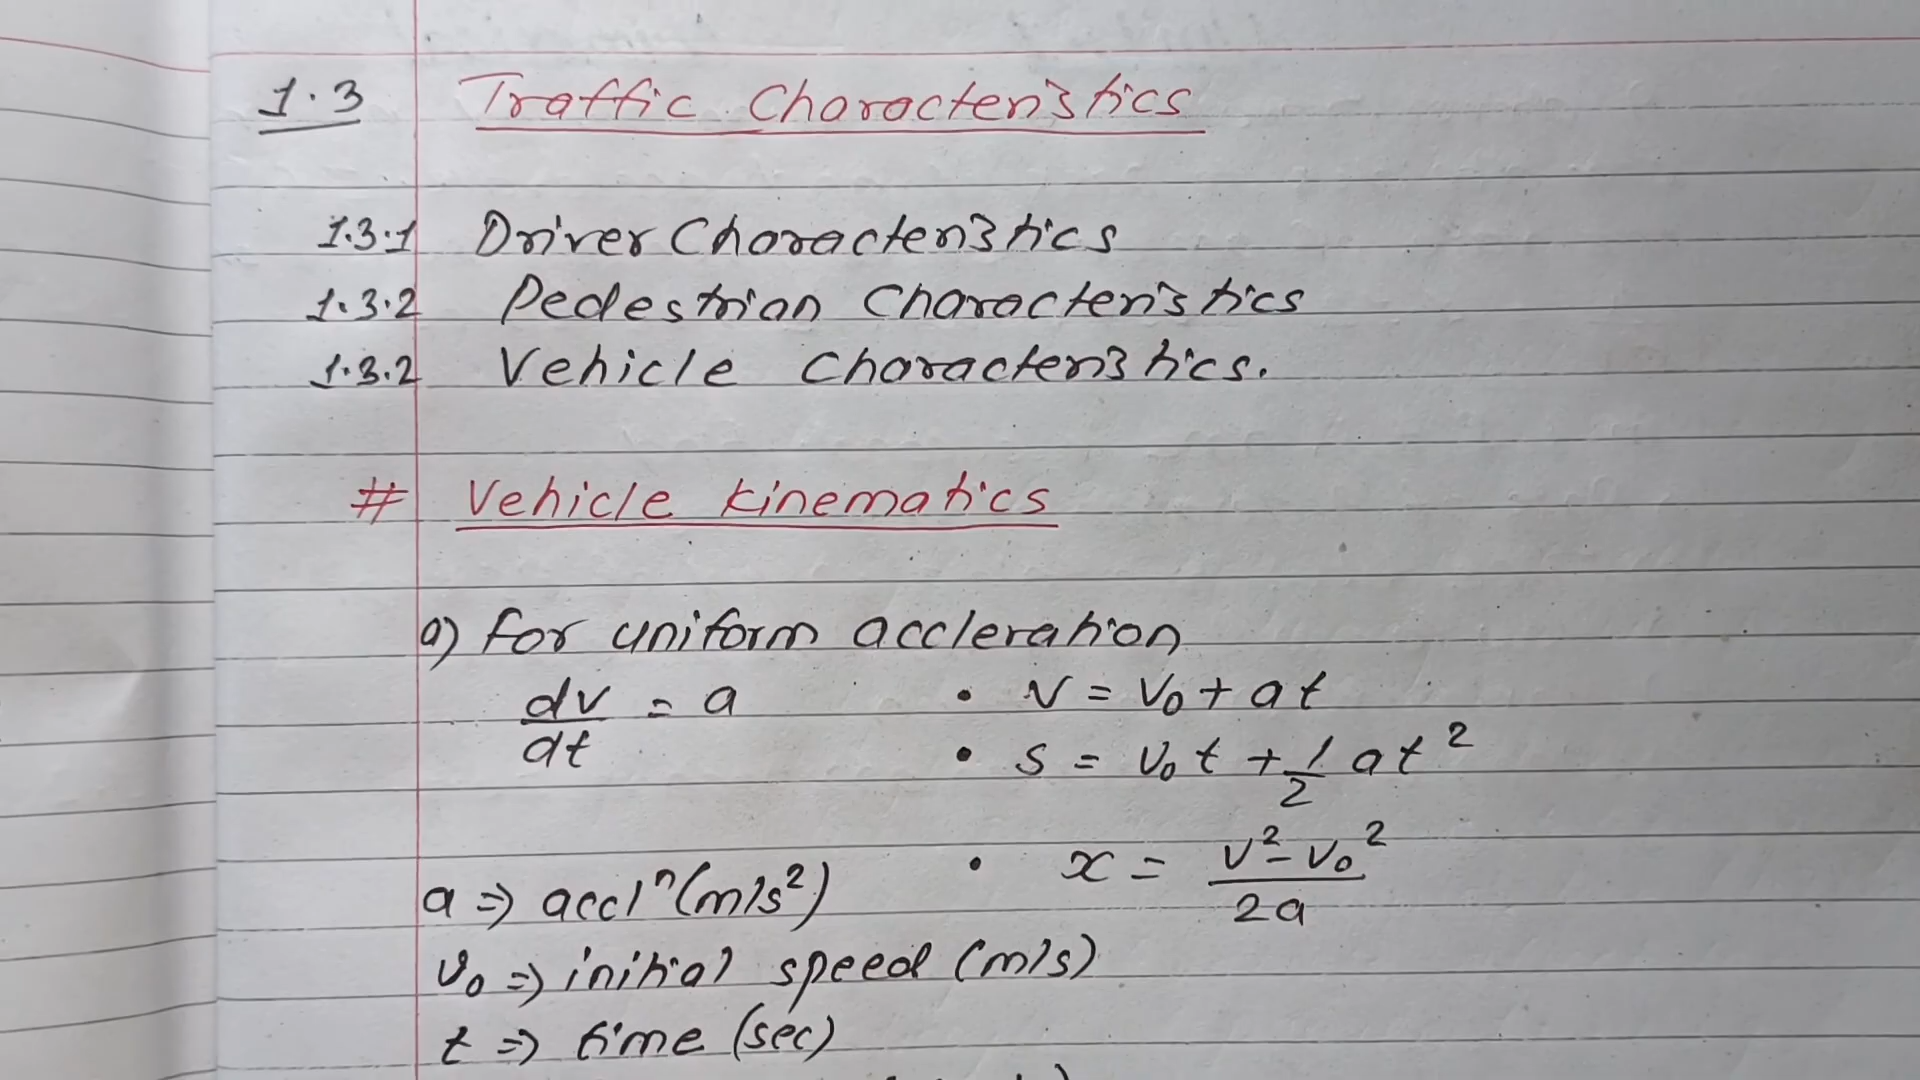 1.3 Traffic Characteristics
1.3.1 Driver Characteristics
1.3.2 Pedestrian Characteristics
1.3.2 Vehicle Characteristics.
# Vehicle Kinematics
a) For uniform accleration
dv/dt = a • v = v₀ + at
• s = v₀t + 1/2 at²
• x = (v² - v₀²)/2a
a => acclⁿ (m/s²)
v₀ => initial speed (m/s)
t => time (sec)